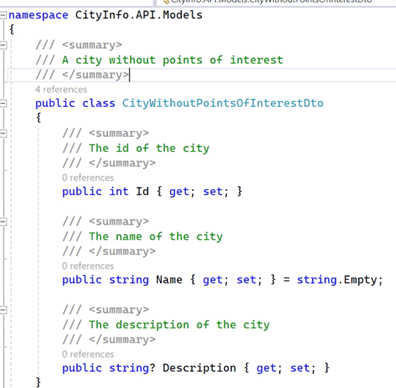 CityInfo.API.Models.CityWithoutPointsOfInterestDto
namespace CityInfo.API.Models
{
/// <summary>
/// A city without points of interest
/// </summary>
4 references
public class CityWithoutPointsOfInterestDto
{
/// <summary>
/// The id of the city
/// </summary>
0 references
public int Id { get; set; }
/// <summary>
/// The name of the city
/// </summary>
0 references
public string Name { get; set; } = string.Empty;
/// <summary>
/// The description of the city
/// </summary>
0 references
public string? Description { get; set; }
}